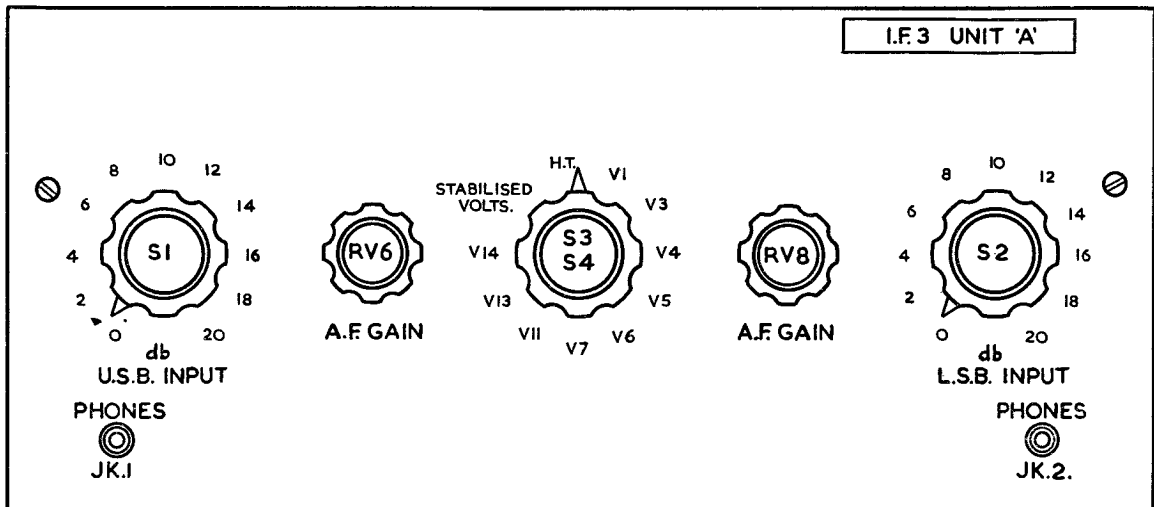 I.F. 3 UNIT 'A'
10
8
12
6
14
4
S1
16
2
18
0
20
db
U.S.B. INPUT
PHONES
JK.1
RV6
A.F. GAIN
H.T.
V1
STABILISED
VOLTS.
V3
V14
S3
S4
V4
V13
V5
V11
V6
V7
RV8
A.F. GAIN
10
8
12
6
14
4
S2
16
2
18
0
20
db
L.S.B. INPUT
PHONES
JK.2.